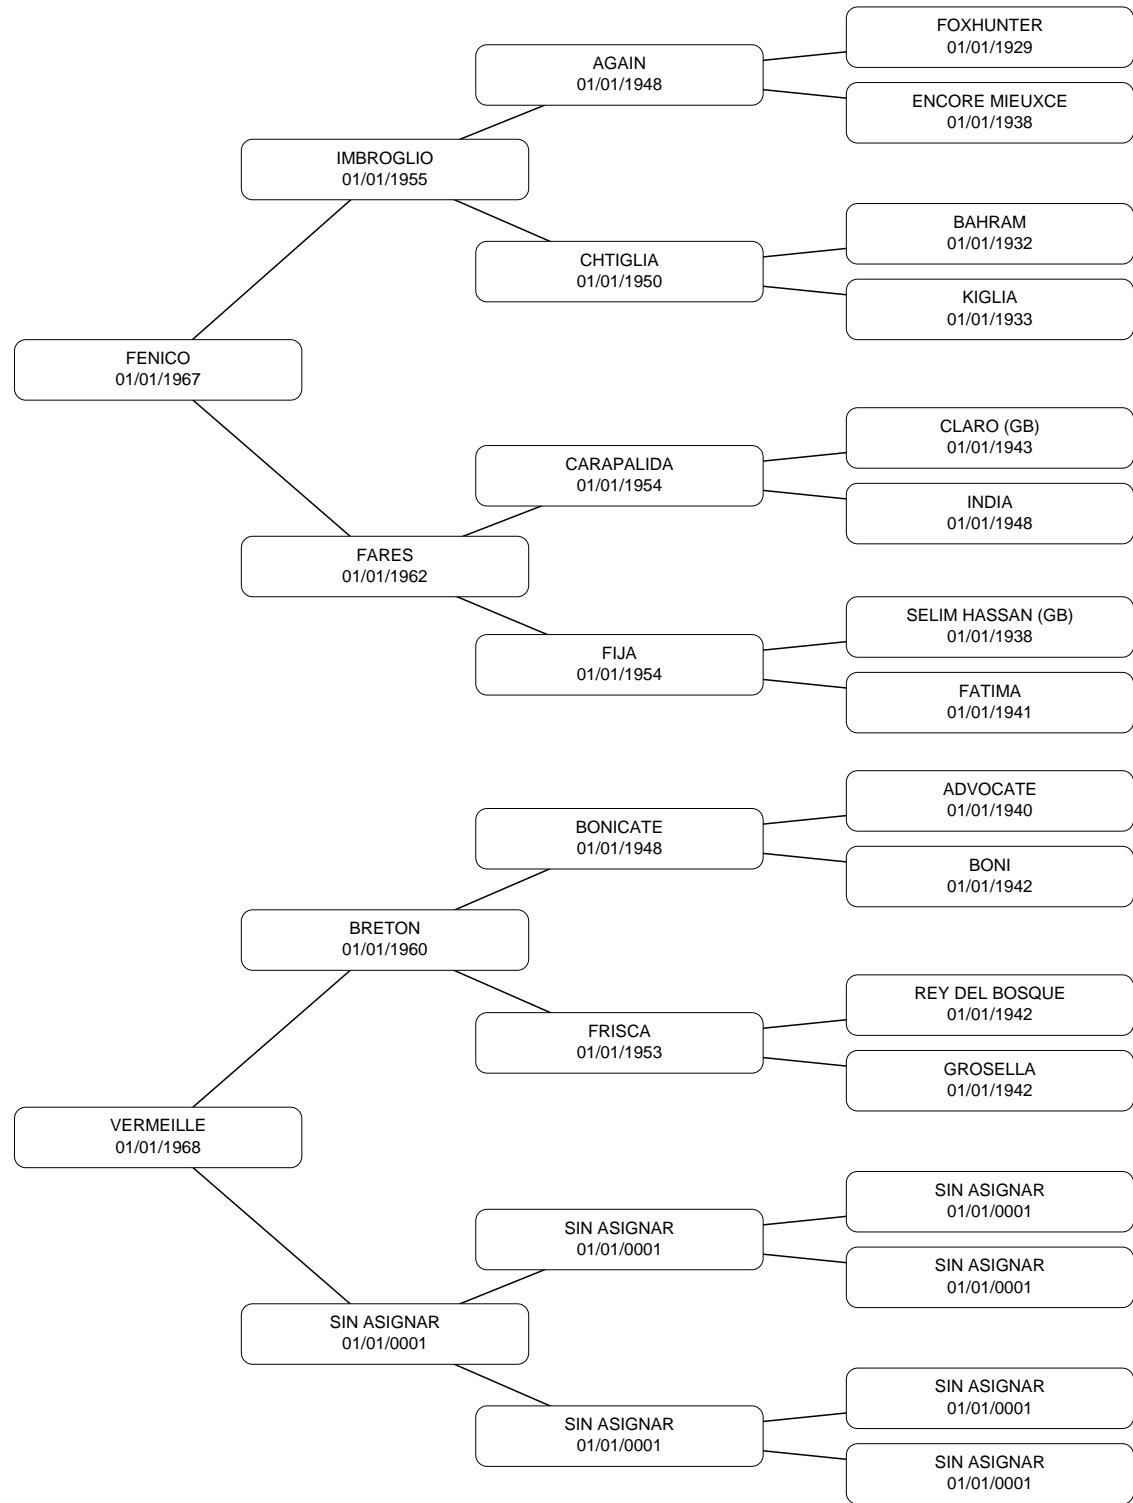 FOXHUNTER
01/01/1929
AGAIN
01/01/1948
ENCORE MIEUXCE
01/01/1938
IMBROGLIO
01/01/1955
BAHRAM
01/01/1932
CHTIGLIA
01/01/1950
KIGLIA
01/01/1933
FENICO
01/01/1967
CLARO (GB)
01/01/1943
CARAPALIDA
01/01/1954
INDIA
01/01/1948
FARES
01/01/1962
SELIM HASSAN (GB)
01/01/1938
FIJA
01/01/1954
FATIMA
01/01/1941
ADVOCATE
01/01/1940
BONICATE
01/01/1948
BONI
01/01/1942
BRETON
01/01/1960
REY DEL BOSQUE
01/01/1942
FRISCA
01/01/1953
GROSELLA
01/01/1942
VERMEILLE
01/01/1968
SIN ASIGNAR
01/01/0001
SIN ASIGNAR
01/01/0001
SIN ASIGNAR
01/01/0001
SIN ASIGNAR
01/01/0001
SIN ASIGNAR
01/01/0001
SIN ASIGNAR
01/01/0001
SIN ASIGNAR
01/01/0001